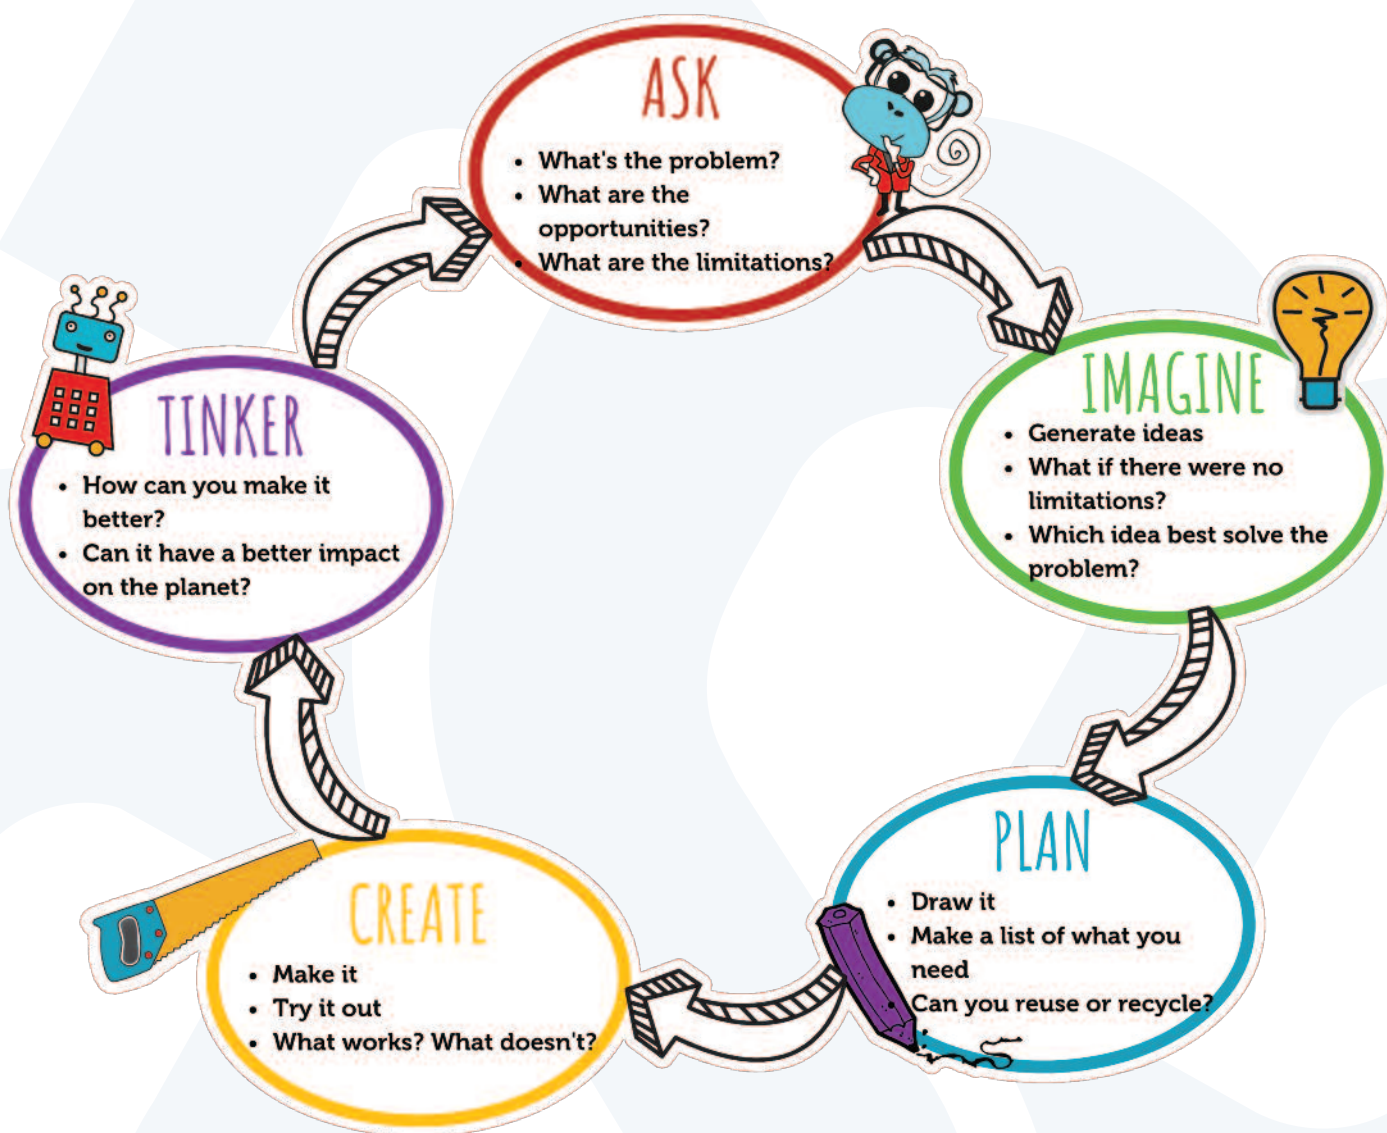 ASK
• What's the problem?
• What are the
opportunities?
• What are the limitations?
IMAGINE
• Generate ideas
• What if there were no
limitations?
• Which idea best solve the
problem?
PLAN
• Draw it
• Make a list of what you
need
• Can you reuse or recycle?
CREATE
• Make it
• Try it out
• What works? What doesn't?
TINKER
• How can you make it
better?
• Can it have a better impact
on the planet?